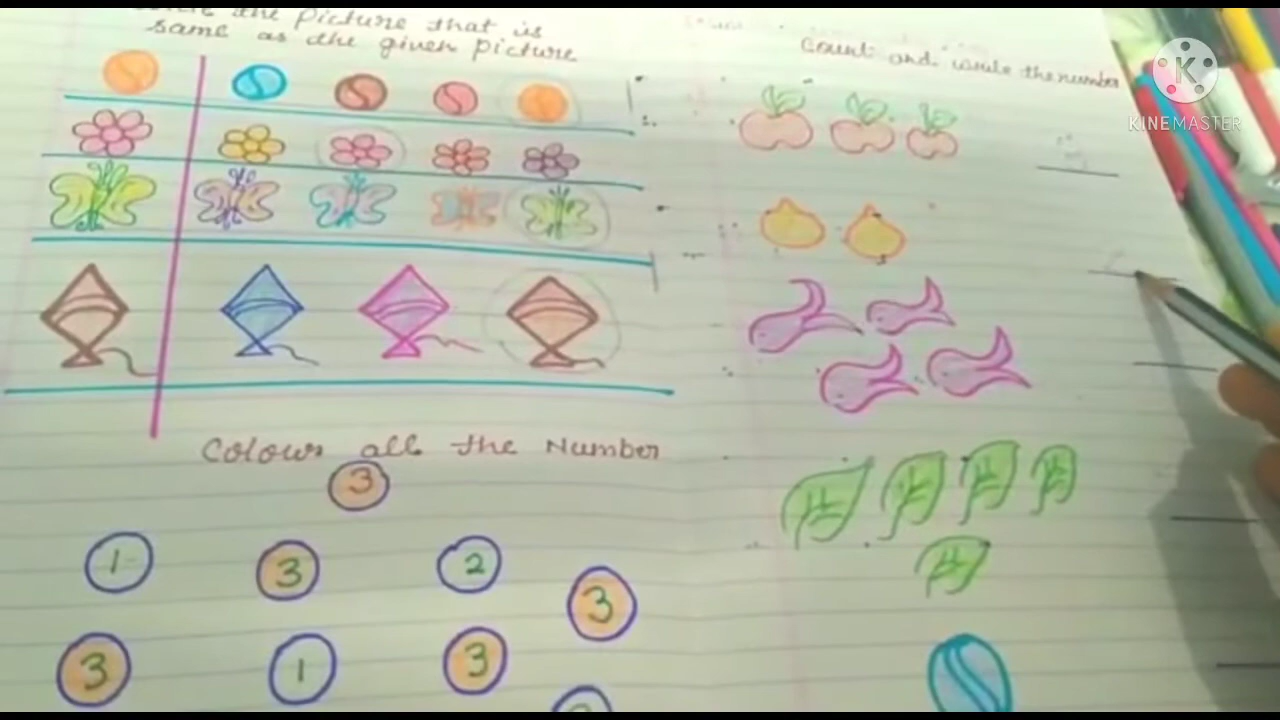 the picture that is
same as the given picture
Colour all the Number
3
1
3
2
3
3
1
3
Count and write the number
K
KINEMASTER